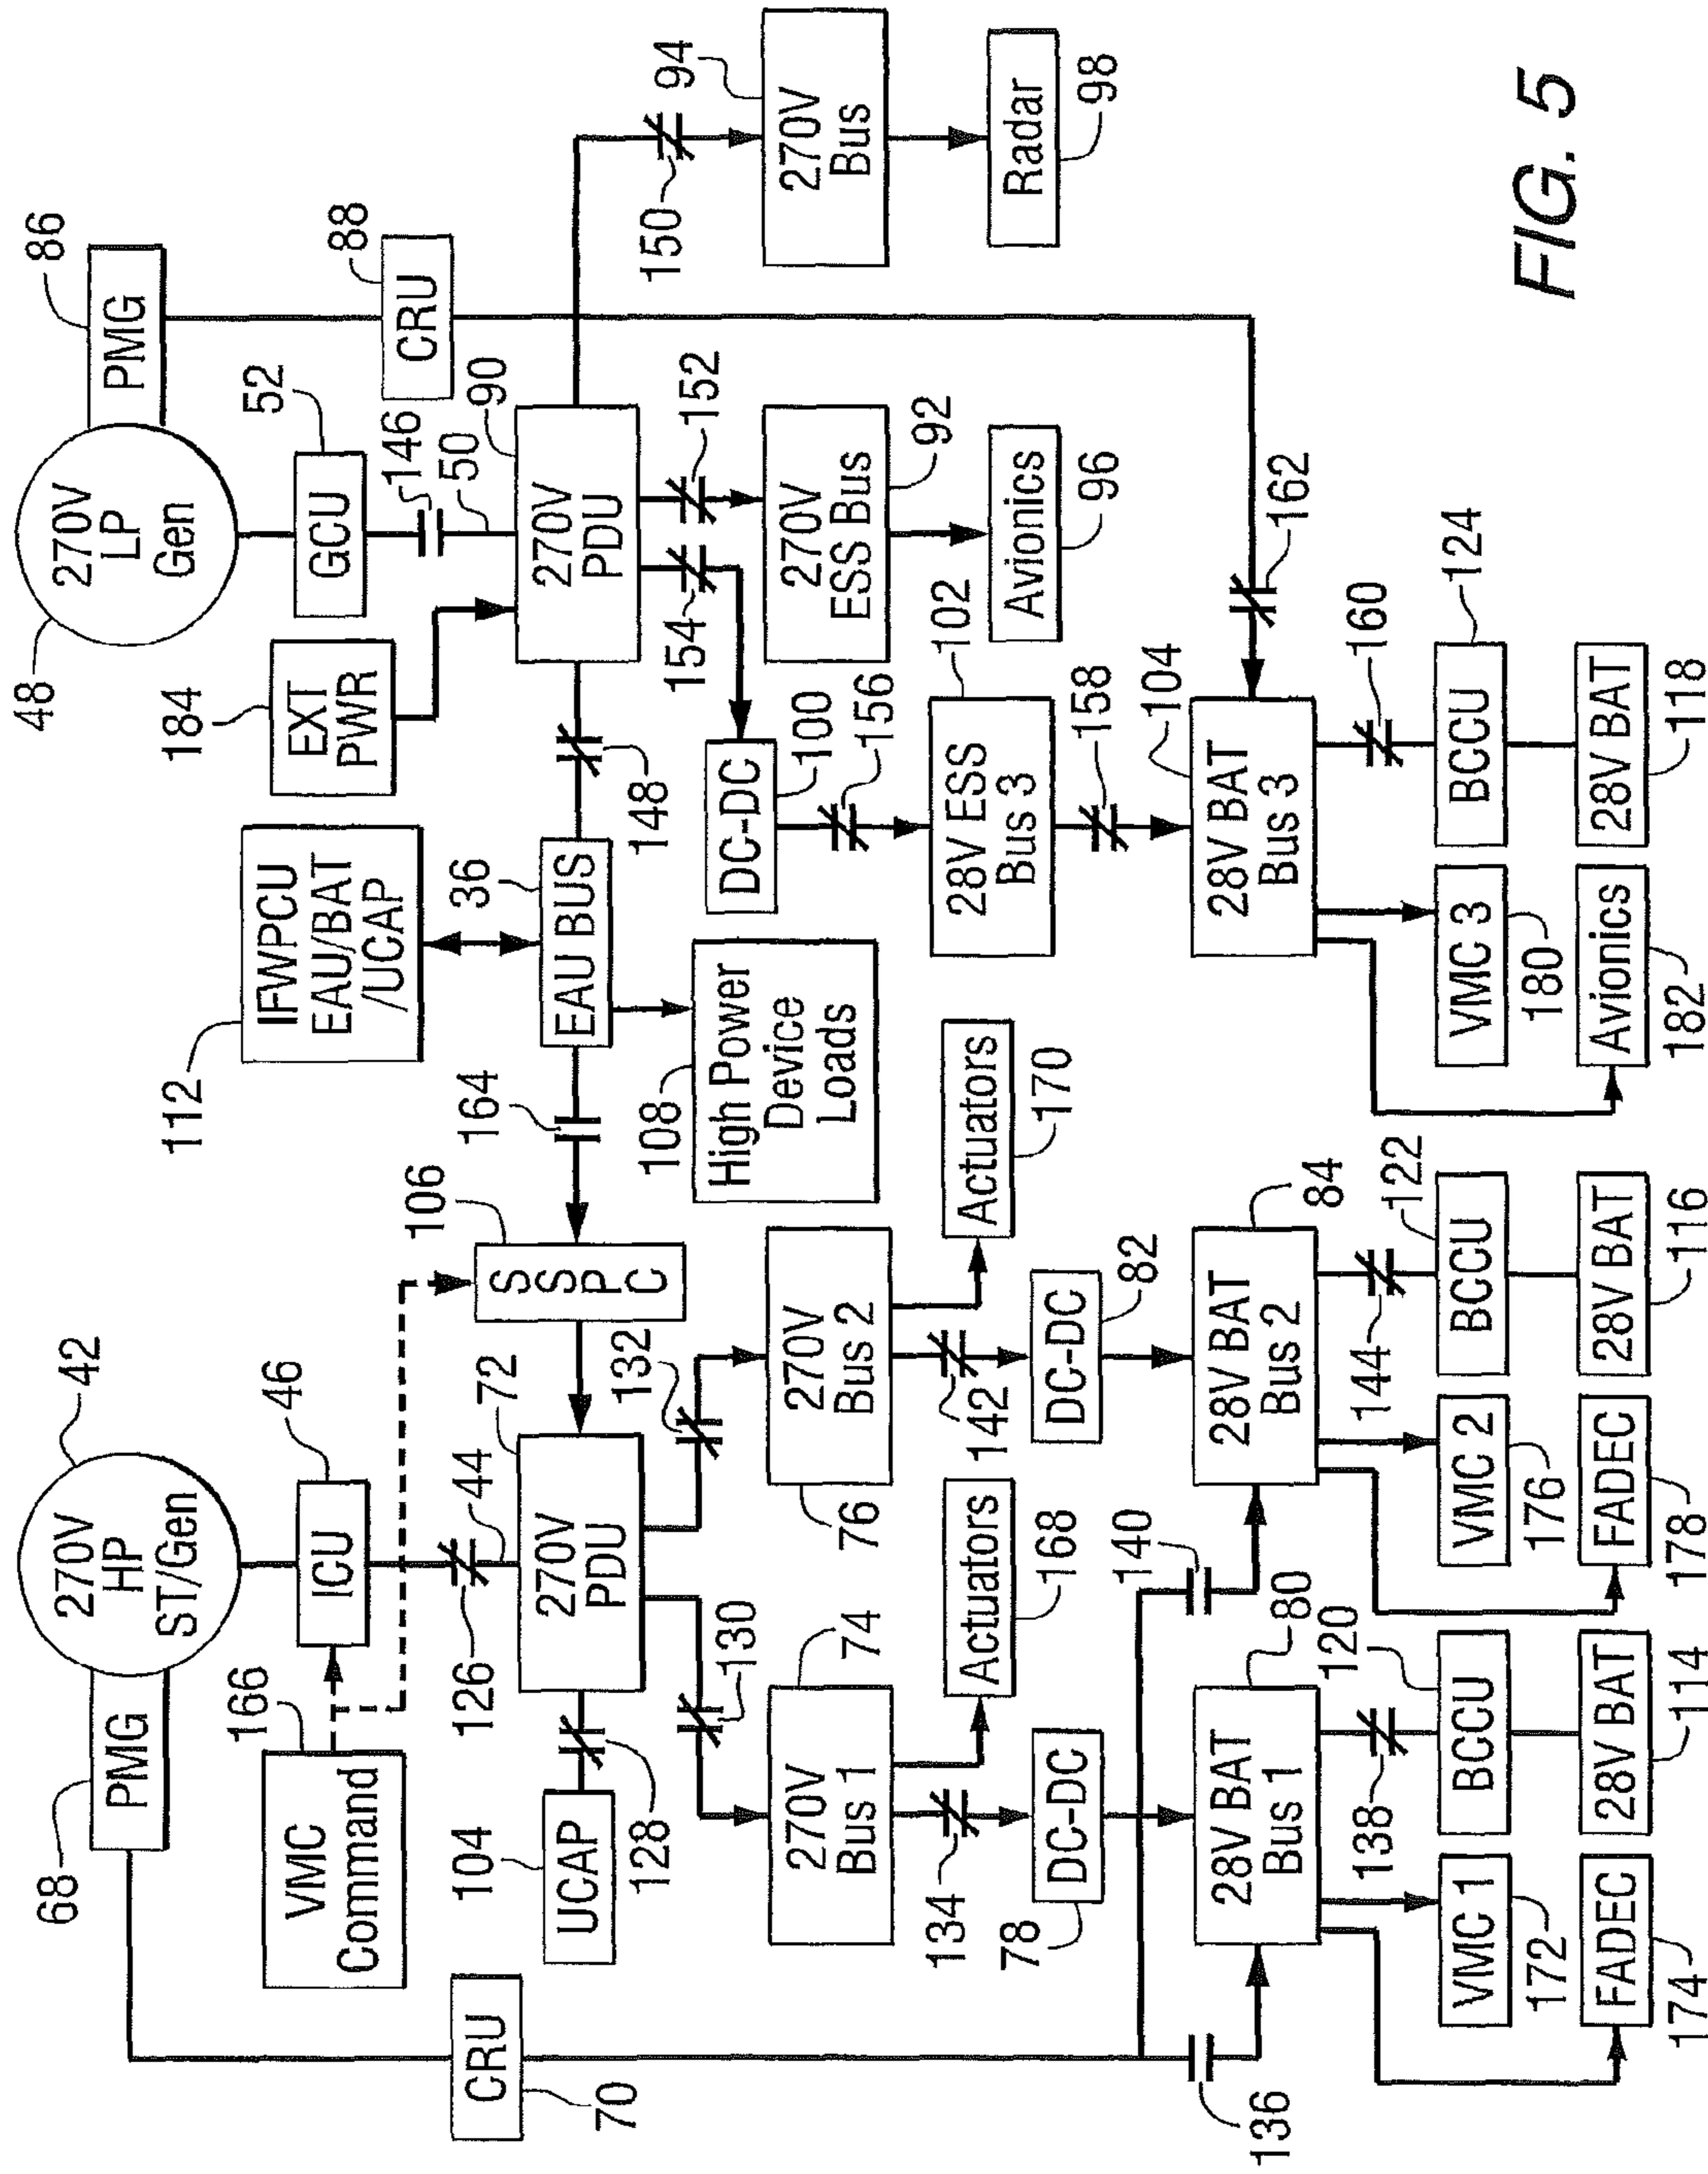 42
68
PMG
270V
HP
ST/Gen
166
VMC
Command
ICU
46
CRU
70
126
44
72
270V
PDU
104
UCAP
128
130
132
106
S
S
P
C
164
112
IFWPCU
EAU/BAT
/UCAP
36
EAU BUS
148
108
High Power
Device
Loads
48
270V
LP
Gen
PMG
86
184
EXT
PWR
GCU
52
146
50
CRU
88
90
270V
PDU
150
94
270V
Bus
Radar
98
154
152
270V
ESS Bus
92
Avionics
96
DC-DC
100
156
102
28V ESS
Bus 3
158
104
28V BAT
Bus 3
162
160
124
BCCU
28V BAT
118
VMC 3
180
Avionics
182
74
270V
Bus 1
Actuators
168
134
DC-DC
78
76
270V
Bus 2
Actuators
170
142
DC-DC
82
136
140
80
28V BAT
Bus 1
138
120
BCCU
28V BAT
114
VMC 1
172
FADEC
174
84
28V BAT
Bus 2
144
122
BCCU
28V BAT
116
VMC 2
176
FADEC
178
FIG. 5